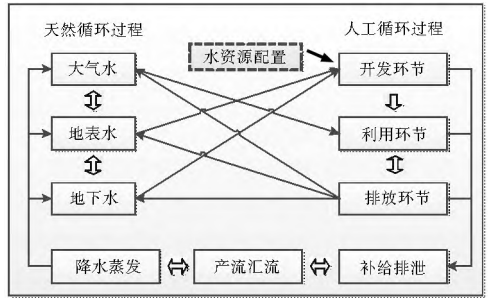 天然循环过程
人工循环过程
水资源配置
大气水
开发环节
地表水
利用环节
地下水
排放环节
降水蒸发
产流汇流
补给排泄